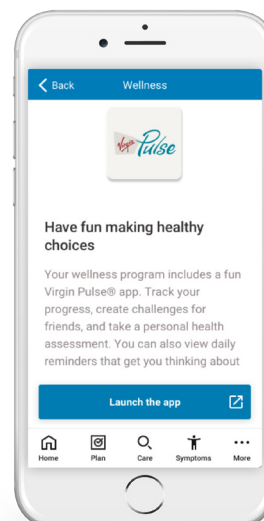 Back Wellness
Virgin Pulse
Have fun making healthy
choices
Your wellness program includes a fun
Virgin Pulse® app. Track your
progress, create challenges for
friends, and take a personal health
assessment. You can also view daily
reminders that get you thinking about
Launch the app
Home Plan Care Symptoms More